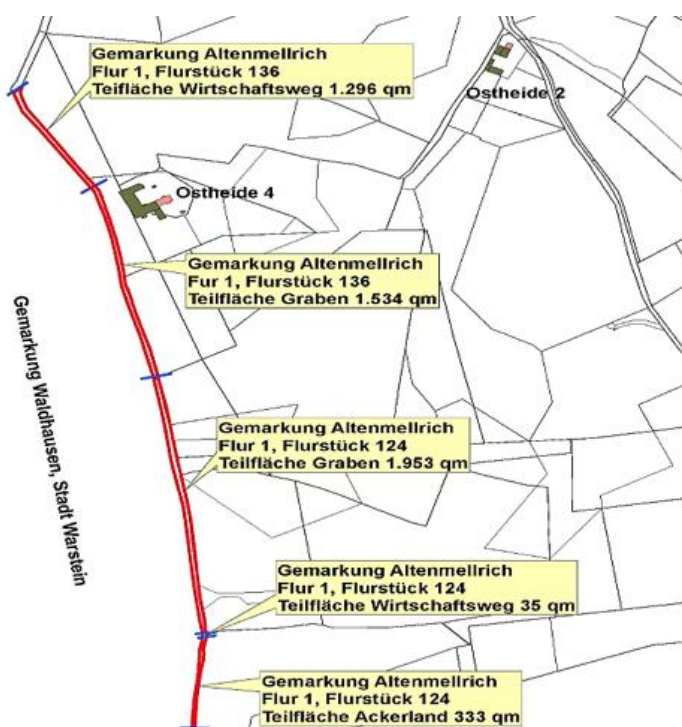 Gemarkung Altenmellrich
Flur 1, Flurstück 136
Teifläche Wirtschaftsweg 1.296 qm
Ostheide 2
Ostheide 4
Gemarkung Altenmellrich
Fur 1, Flurstück 136
Teilfläche Graben 1.534 qm
Gemarkung Waldhausen, Stadt Warstein
Gemarkung Altenmellrich
Flur 1, Flurstück 124
Teilfläche Graben 1.953 qm
Gemarkung Altenmellrich
Flur 1, Flurstück 124
Teilfläche Wirtschaftsweg 35 qm
Gemarkung Altenmellrich
Flur 1, Flurstück 124
Teilfläche Ackerland 333 qm